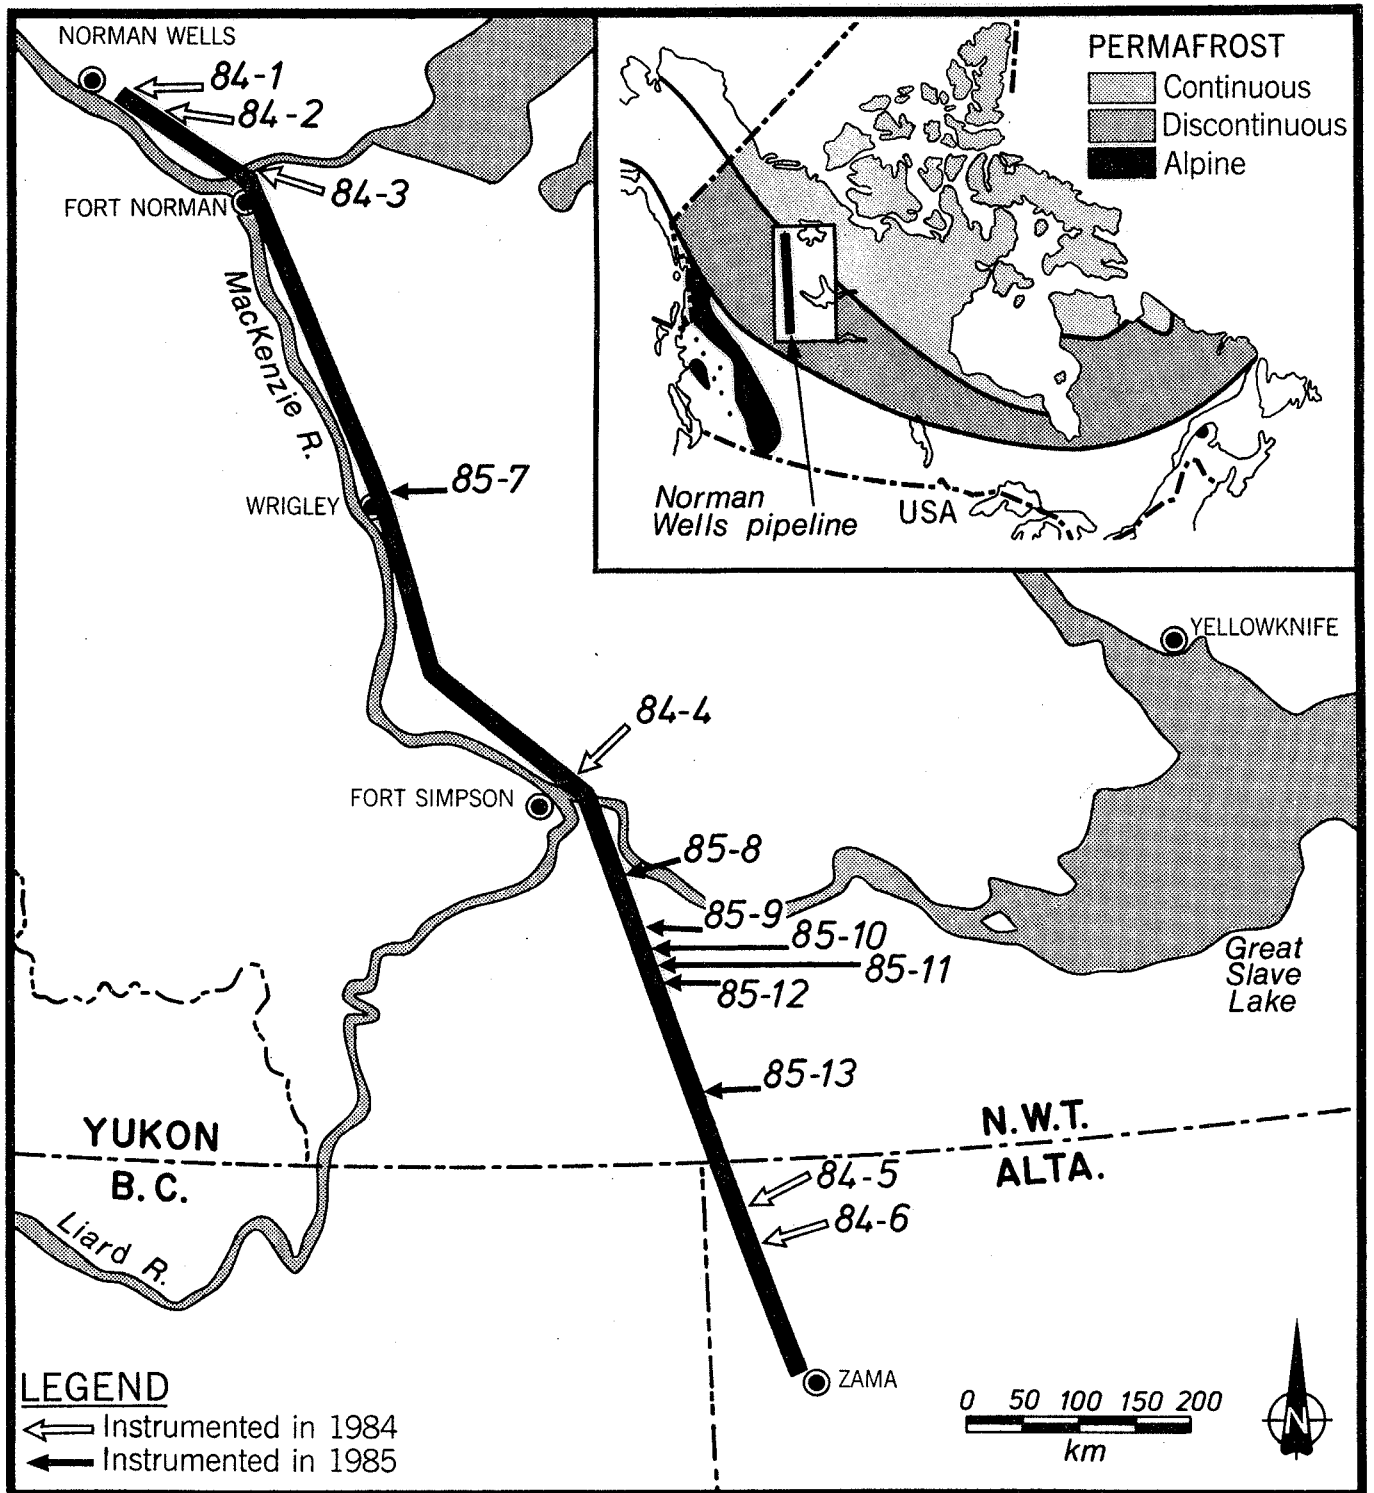 NORMAN WELLS
84-1
84-2
84-3
FORT NORMAN
MacKenzie R.
WRIGLEY
85-7
PERMAFROST
Continuous
Discontinuous
Alpine
Norman
Wells pipeline
USA
YELLOWKNIFE
84-4
FORT SIMPSON
85-8
85-9
85-10
85-11
85-12
Great
Slave
Lake
85-13
YUKON
B.C.
N.W.T.
ALTA.
84-5
84-6
Liard R.
ZAMA
LEGEND
Instrumented in 1984
Instrumented in 1985
0 50 100 150 200
km
N